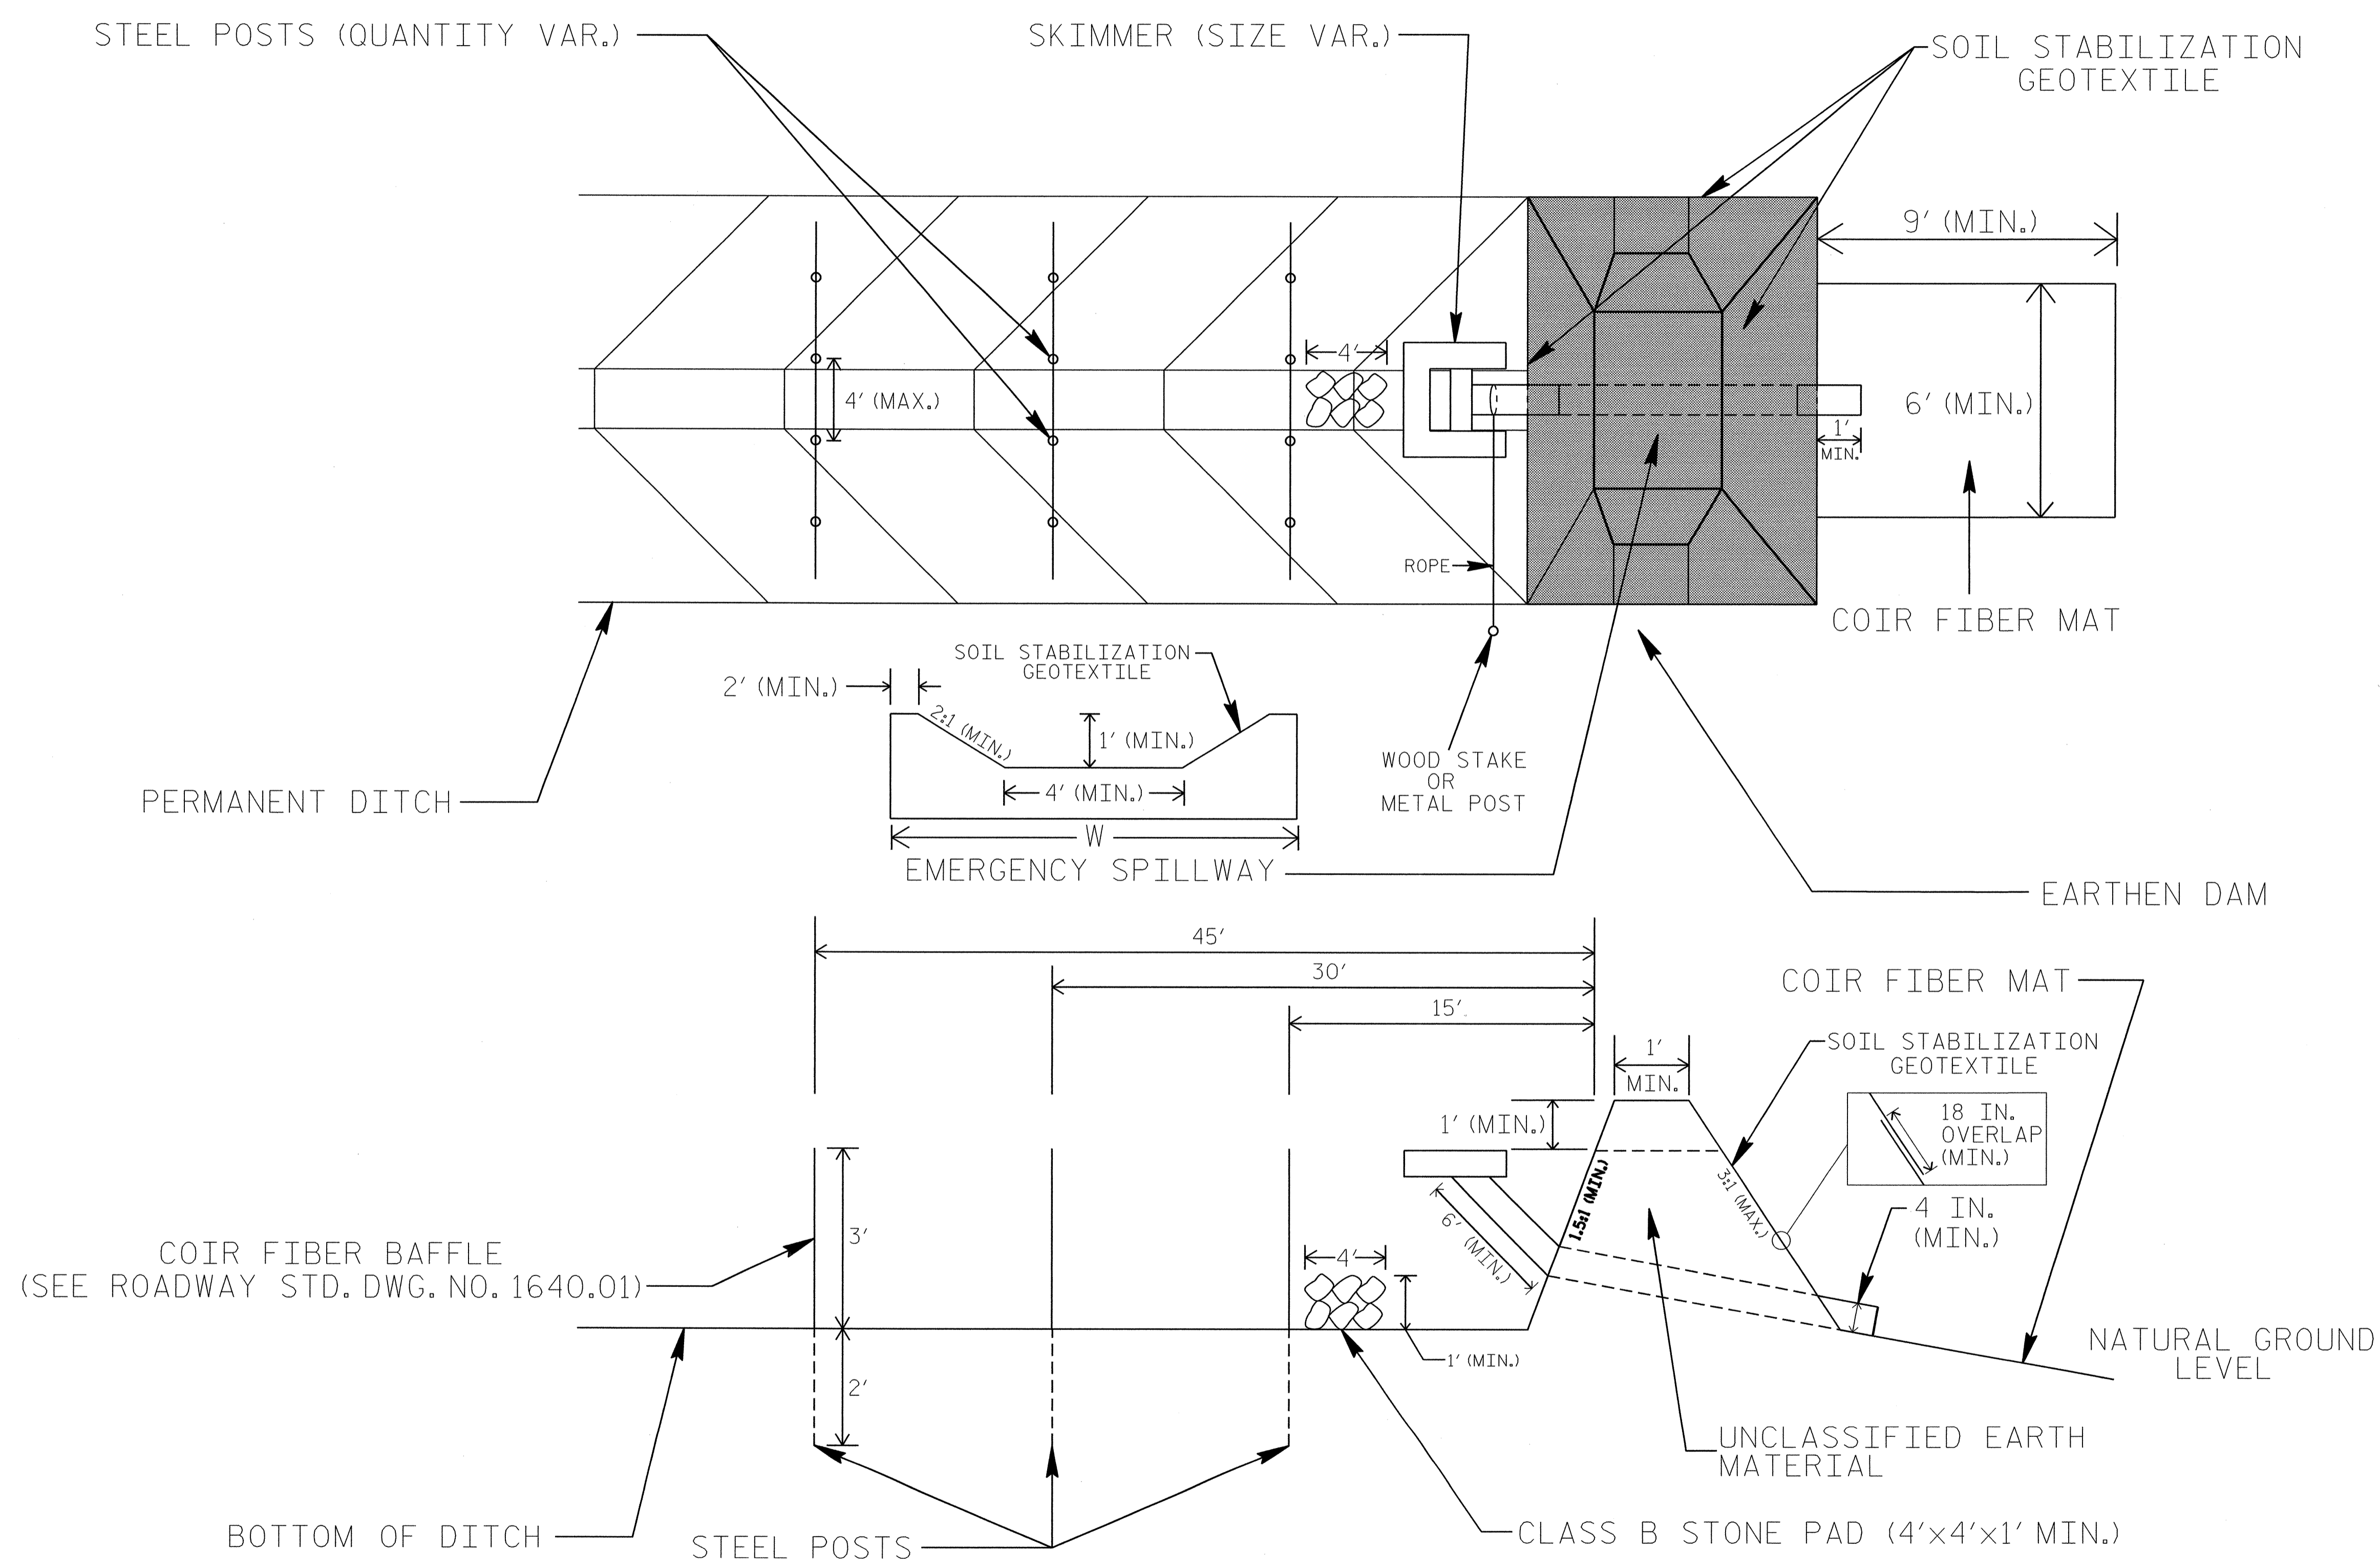 STEEL POSTS (QUANTITY VAR.)
SKIMMER (SIZE VAR.)
SOIL STABILIZATION
GEOTEXTILE
9' (MIN.)
4'
4' (MAX.)
6' (MIN.)
1'
MIN.
ROPE
COIR FIBER MAT
SOIL STABILIZATION
GEOTEXTILE
2' (MIN.)
2:1 (MIN.)
1' (MIN.)
4' (MIN.)
W
EMERGENCY SPILLWAY
WOOD STAKE
OR
METAL POST
PERMANENT DITCH
EARTHEN DAM
45'
30'
15'
COIR FIBER MAT
SOIL STABILIZATION
GEOTEXTILE
1'
MIN.
1' (MIN.)
18 IN.
OVERLAP
(MIN.)
1.5:1 (MIN.)
3:1 (MAX.)
6' (MIN.)
4 IN.
(MIN.)
3'
COIR FIBER BAFFLE
(SEE ROADWAY STD. DWG. NO. 1640.01)
4'
1' (MIN.)
NATURAL GROUND
LEVEL
2'
UNCLASSIFIED EARTH
MATERIAL
BOTTOM OF DITCH
STEEL POSTS
CLASS B STONE PAD (4'x4'x1' MIN.)